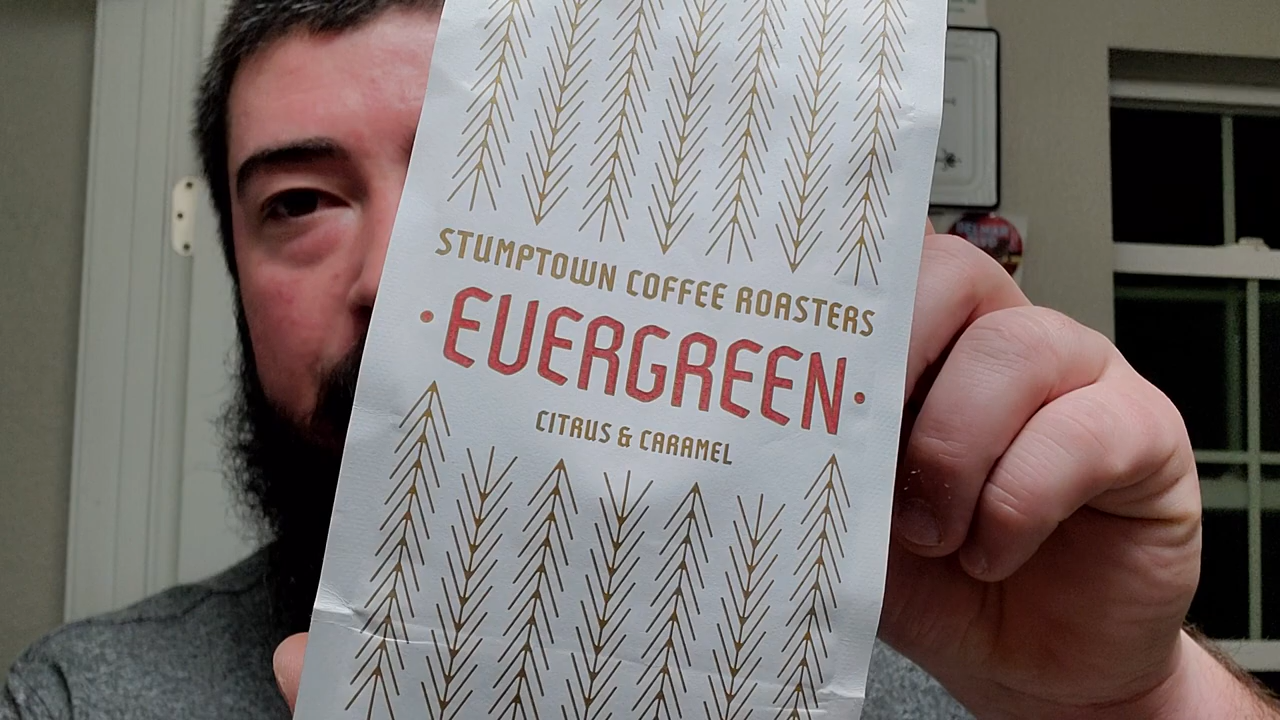 STUMPTOWN COFFEE ROASTERS
• EVERGREEN •
CITRUS & CARAMEL